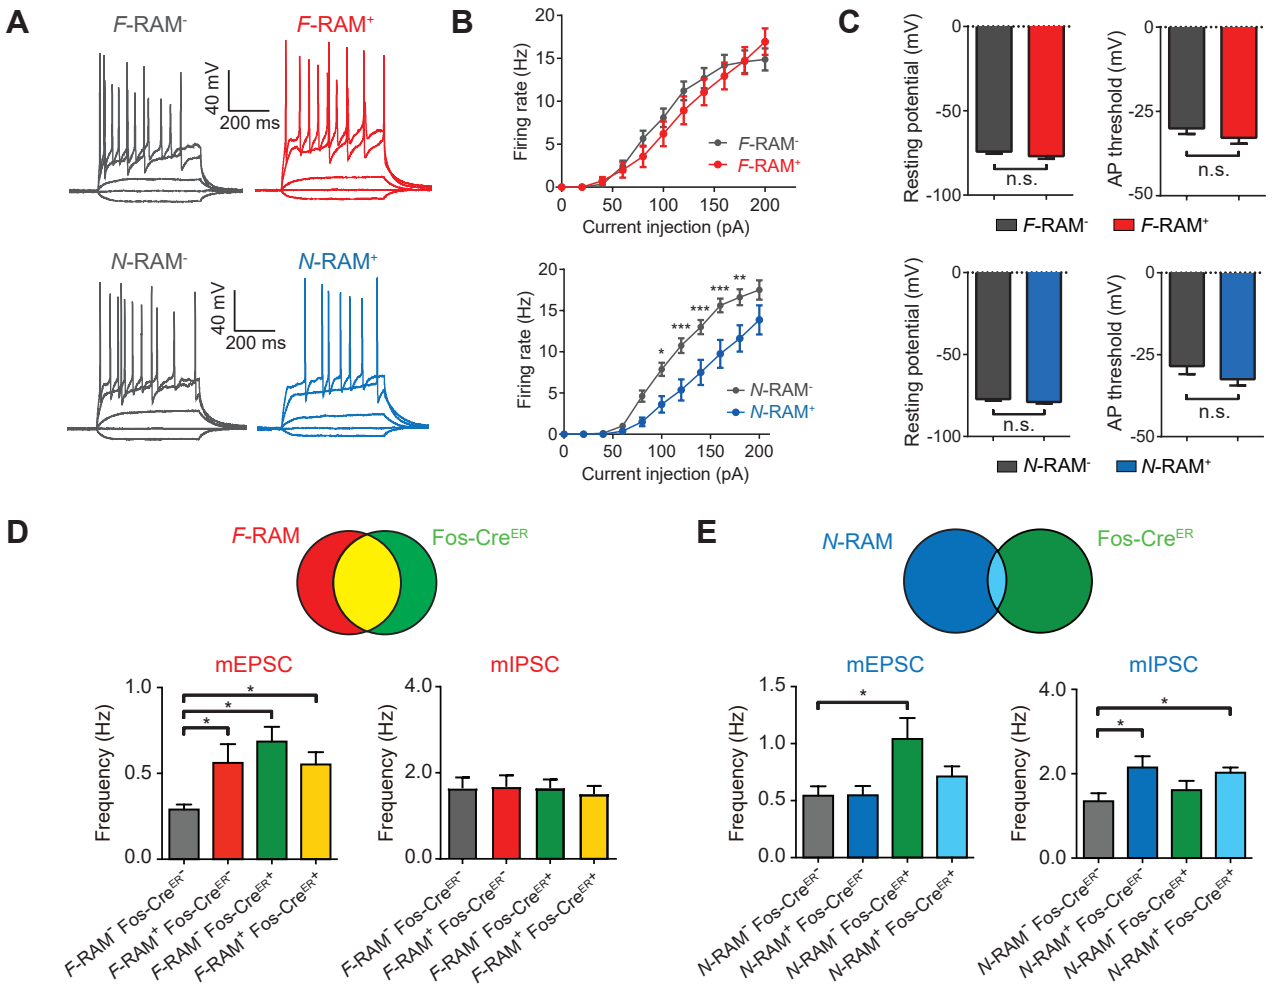 A
F-RAM⁻
F-RAM⁺
40 mV
200 ms
N-RAM⁻
N-RAM⁺
40 mV
200 ms
B
Firing rate (Hz)
20
15
10
5
0
F-RAM⁻
F-RAM⁺
0 50 100 150 200
Current injection (pA)
Firing rate (Hz)
20
15
10
5
0
* *** *** *** **
N-RAM⁻
N-RAM⁺
0 50 100 150 200
Current injection (pA)
C
Resting potential (mV)
0
-50
-100
n.s.
AP threshold (mV)
0
-25
-50
n.s.
F-RAM⁻
F-RAM⁺
Resting potential (mV)
0
-50
-100
n.s.
AP threshold (mV)
0
-25
-50
n.s.
N-RAM⁻
N-RAM⁺
D
F-RAM
Fos-Creᴱᴿ
mEPSC
Frequency (Hz)
1.0
0.5
0.0
*
*
*
F-RAM⁻ Fos-Creᴱᴿ⁻
F-RAM⁺ Fos-Creᴱᴿ⁻
F-RAM⁻ Fos-Creᴱᴿ⁺
F-RAM⁺ Fos-Creᴱᴿ⁺
mIPSC
Frequency (Hz)
4.0
2.0
0.0
F-RAM⁻ Fos-Creᴱᴿ⁻
F-RAM⁺ Fos-Creᴱᴿ⁻
F-RAM⁻ Fos-Creᴱᴿ⁺
F-RAM⁺ Fos-Creᴱᴿ⁺
E
N-RAM
Fos-Creᴱᴿ
mEPSC
Frequency (Hz)
1.5
1.0
0.5
0.0
*
N-RAM⁻ Fos-Creᴱᴿ⁻
N-RAM⁺ Fos-Creᴱᴿ⁻
N-RAM⁻ Fos-Creᴱᴿ⁺
N-RAM⁺ Fos-Creᴱᴿ⁺
mIPSC
Frequency (Hz)
4.0
2.0
0.0
*
*
N-RAM⁻ Fos-Creᴱᴿ⁻
N-RAM⁺ Fos-Creᴱᴿ⁻
N-RAM⁻ Fos-Creᴱᴿ⁺
N-RAM⁺ Fos-Creᴱᴿ⁺